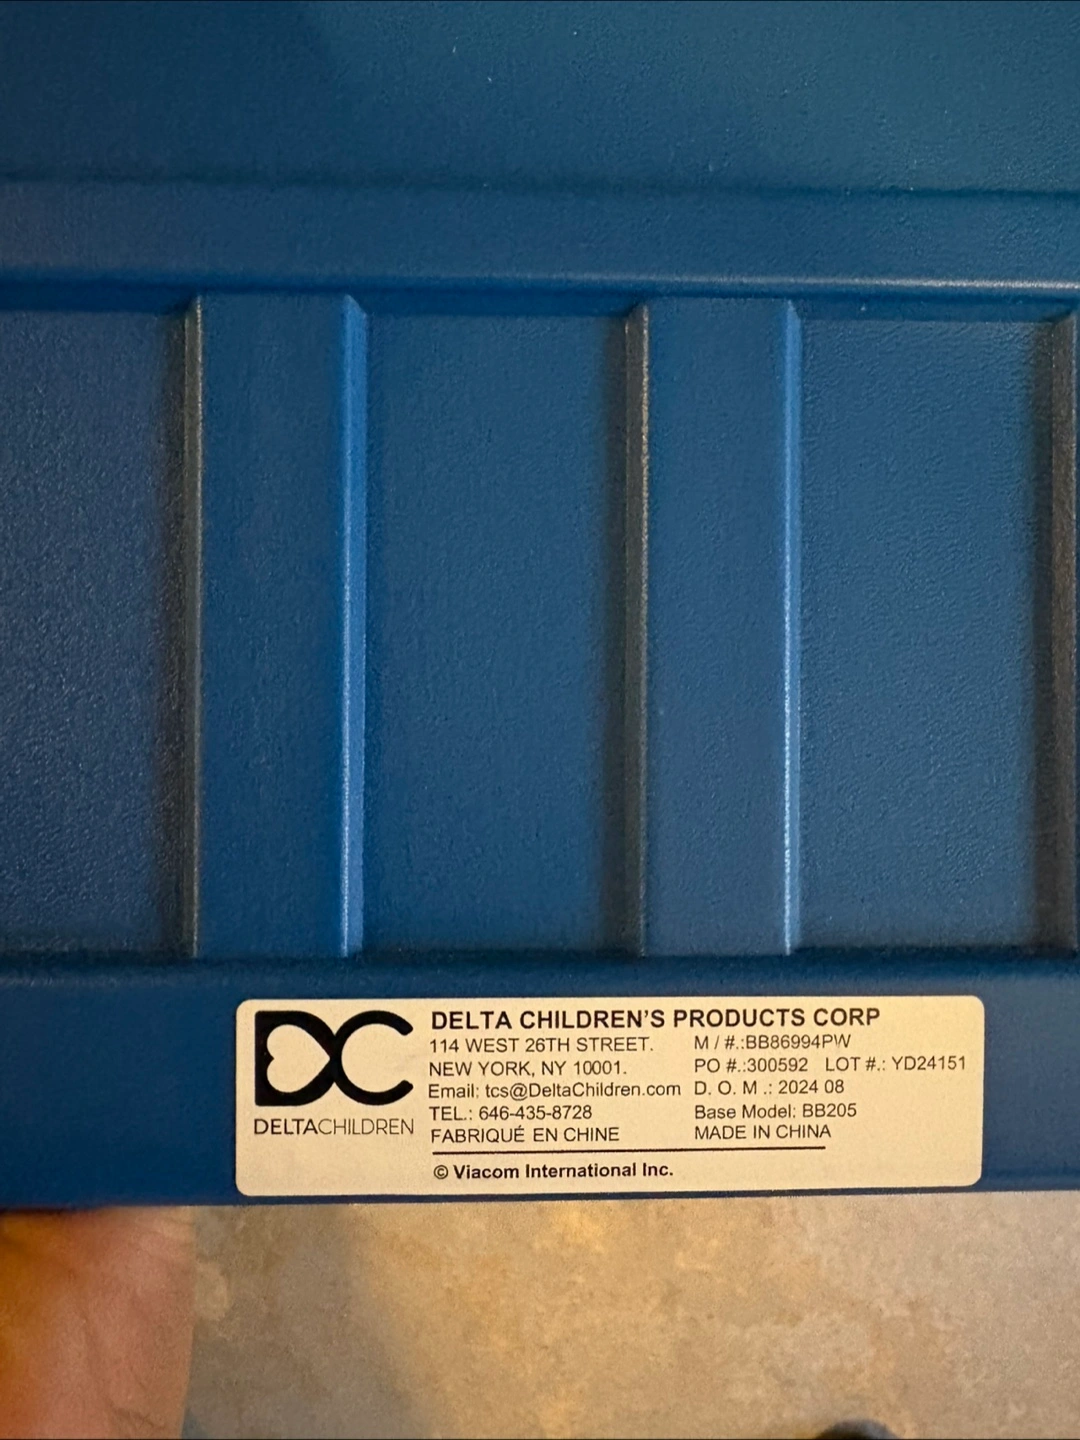 DELTA CHILDREN'S PRODUCTS CORP
114 WEST 26TH STREET.
NEW YORK, NY 10001.
Email: tcs@DeltaChildren.com
TEL.: 646-435-8728
FABRIQUÉ EN CHINE
M / #.:BB86994PW
PO #.:300592 LOT #.: YD24151
D. O. M .: 2024 08
Base Model: BB205
MADE IN CHINA
© Viacom International Inc.
DC
DELTACHILDREN